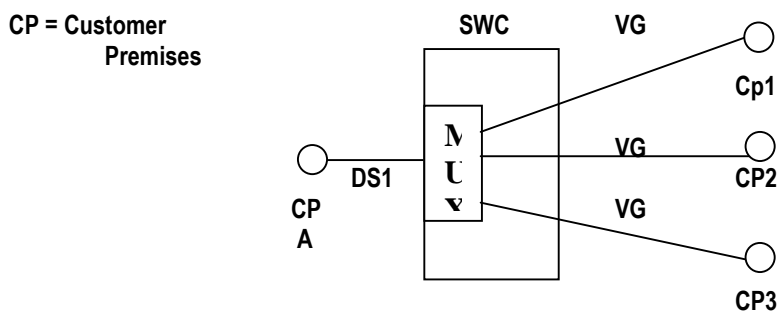 CP = Customer
Premises
SWC
VG
Cp1
M
U
VG
CP2
DS1
CP
A
VG
CP3